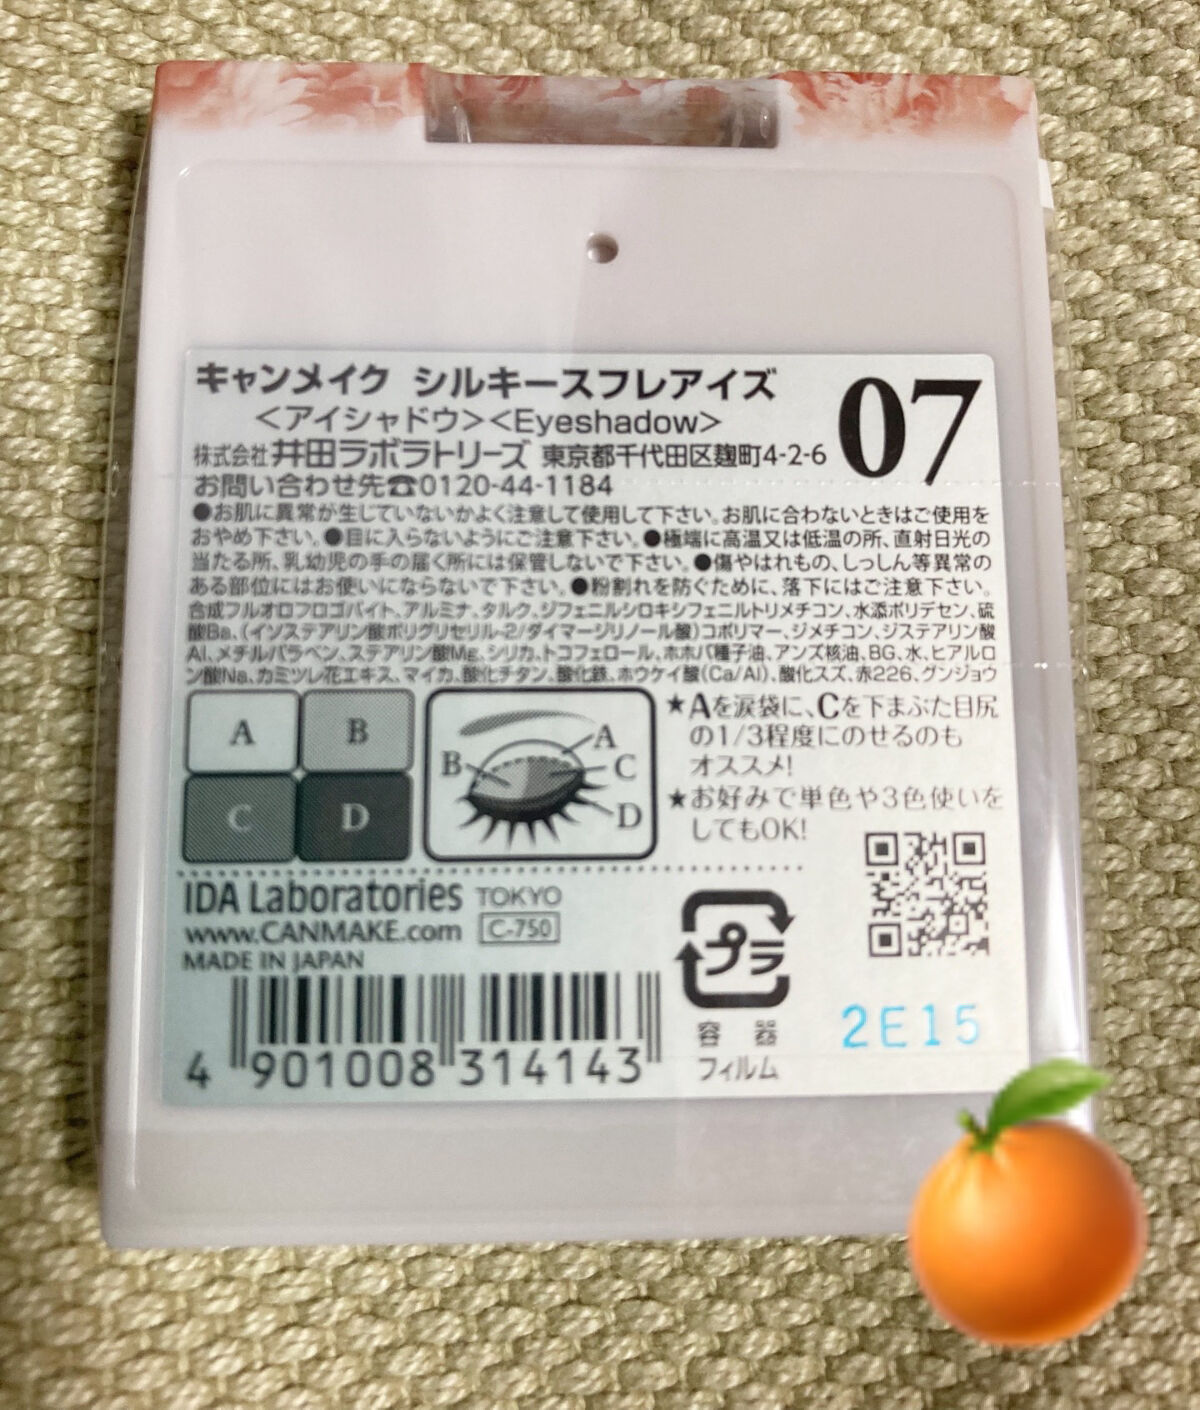 キャンメイク シルキースフレアイズ
07
<アイシャドウ><Eyeshadow>
株式会社井田ラボラトリーズ 東京都千代田区麹町4-2-6
お問い合わせ先☎0120-44-1184
●お肌に異常が生じていないかよく注意して使用して下さい。お肌に合わないときはご使用を
おやめ下さい。●目に入らないようにご注意下さい。●極端に高温又は低温の所、直射日光の
当たる所、乳幼児の手の届く所には保管しないで下さい。●傷やはれもの、しっしん等異常の
ある部位にはお使いにならないで下さい。●粉割れを防ぐために、落下にはご注意下さい。
合成フルオロフロゴパイト、アルミナ、タルク、ジフェニルシロキシフェニルトリメチコン、水添ポリデセン、硫
酸Ba、(イソステアリン酸ポリグリセリル-2/ダイマージリノール酸)コポリマー、ジメチコン、ジステアリン酸
Al、メチルパラベン、ステアリン酸Mg、シリカ、トコフェロール、ホホバ種子油、アンズ核油、BG、水、ヒアルロ
ン酸Na、カミツレ花エキス、マイカ、酸化チタン、酸化鉄、ホウケイ酸(Ca/Al)、酸化スズ、赤226、グンジョウ
A B
C D
A
B C
D
★Aを涙袋に、Cを下まぶた目尻
の1/3程度にのせるのも
オススメ!
★お好みで単色や3色使いを
してもOK!
IDA Laboratories TOKYO
www.CANMAKE.com C-750
MADE IN JAPAN
4 901008 314143
プラ
容 器
フィルム
2E15